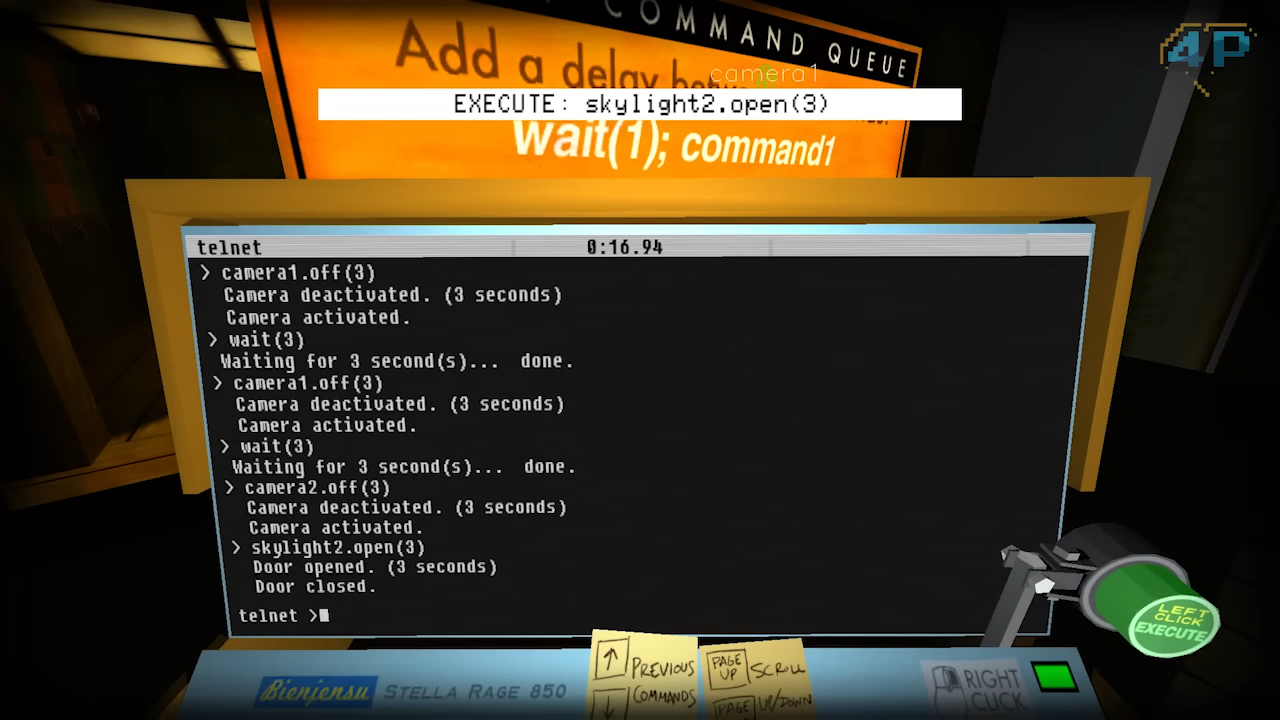 COMMAND QUEUE
Add a delay
camera1
EXECUTE: skylight2.open(3)
wait(1); command1
telnet 0:16.94
> camera1.off(3)
Camera deactivated. (3 seconds)
Camera activated.
> wait(3)
Waiting for 3 second(s)... done.
> camera1.off(3)
Camera deactivated. (3 seconds)
Camera activated.
> wait(3)
Waiting for 3 second(s)... done.
> camera2.off(3)
Camera deactivated. (3 seconds)
Camera activated.
> skylight2.open(3)
Door opened. (3 seconds)
Door closed.
telnet >
LEFT
CLICK
EXECUTE
Bienjensu STELLA RAGE 850
↑ PREVIOUS
↓ COMMANDS
PAGE UP SCROLL
PAGE UP/DOWN
RIGHT
CLICK
4P